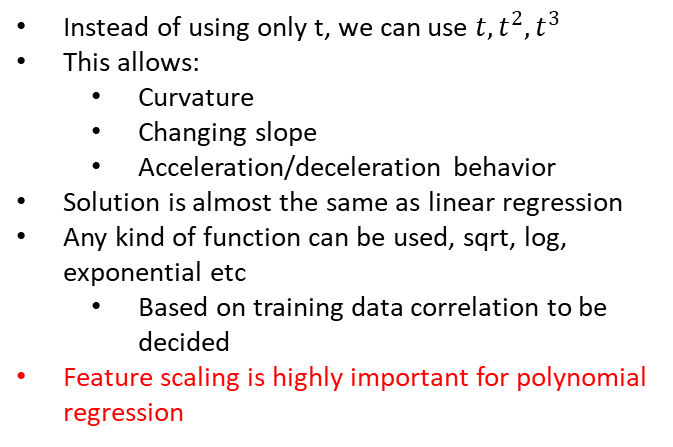 • Instead of using only t, we can use t, t², t³
• This allows:
• Curvature
• Changing slope
• Acceleration/deceleration behavior
• Solution is almost the same as linear regression
• Any kind of function can be used, sqrt, log,
exponential etc
• Based on training data correlation to be
decided
• Feature scaling is highly important for polynomial
regression